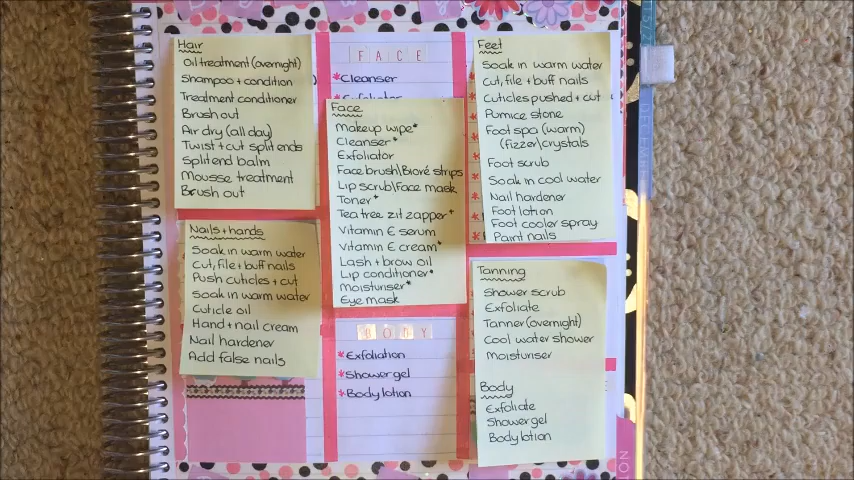 Hair
Oil treatment (overnight)
Shampoo + condition
Treatment conditioner
Brush out
Air dry (all day)
Twist + cut split ends
Split end balm
Mousse treatment
Brush out
Nails + hands
Soak in warm water
Cut, file + buff nails
Push cuticles + cut
Soak in warm water
Cuticle oil
Hand + nail cream
Nail hardener
Add false nails
FACE
*Cleanser
Face
Makeup wipe*
Cleanser*
Exfoliator
Face brush\Bioré strips
Lip scrub\Face mask
Toner*
Tea tree zit zapper*
Vitamin E serum
Vitamin E cream*
Lash + brow oil
Lip conditioner*
Moisturiser*
Eye mask
BODY
*Exfoliation
*Shower gel
*Body lotion
Feet
Soak in warm water
Cut, file + buff nails
Cuticles pushed + cut
Pumice stone
Foot spa (warm)
(fizzer\crystals
Foot scrub
Soak in cool water
Nail hardener
Foot lotion
Foot cooler spray
Paint nails
Tanning
Shower scrub
Exfoliate
Tanner (overnight)
Cool water shower
Moisturiser
Body
Exfoliate
Shower gel
Body lotion